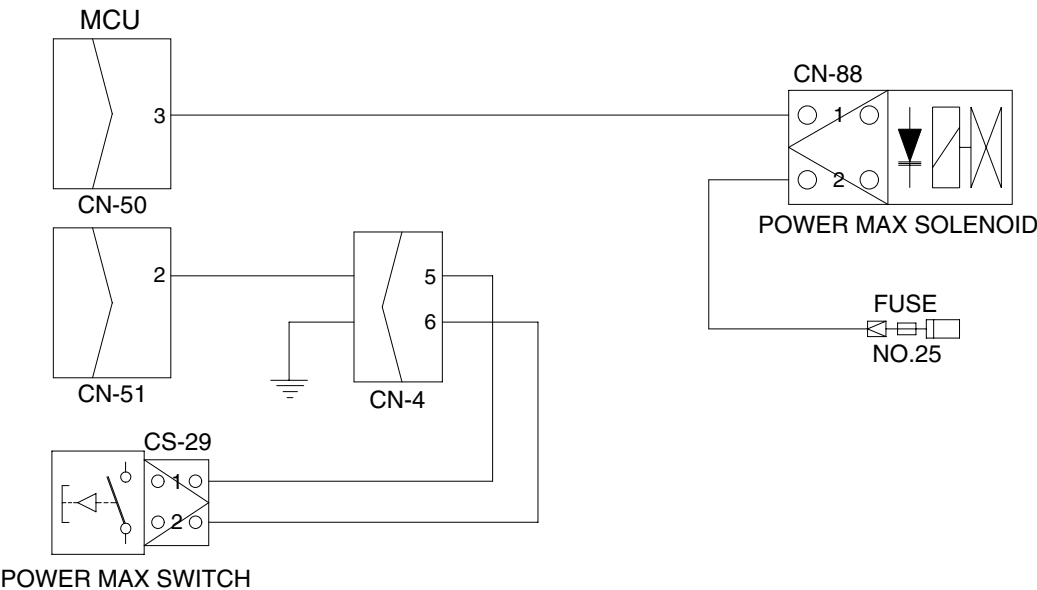 MCU
CN-88
3
1
2
CN-50
POWER MAX SOLENOID
2
5
6
FUSE
NO.25
CN-51
CN-4
CS-29
1
2
POWER MAX SWITCH